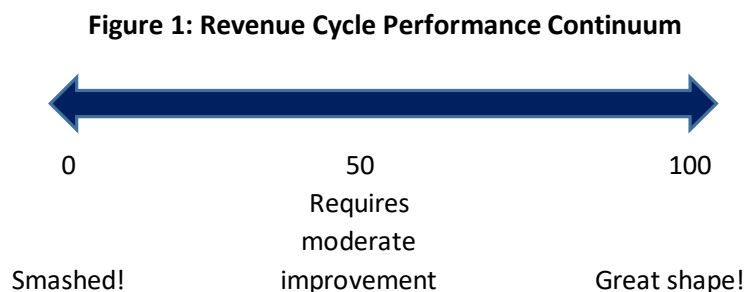 Figure 1: Revenue Cycle Performance Continuum
0 50 100
Requires
moderate
Smashed! improvement Great shape!